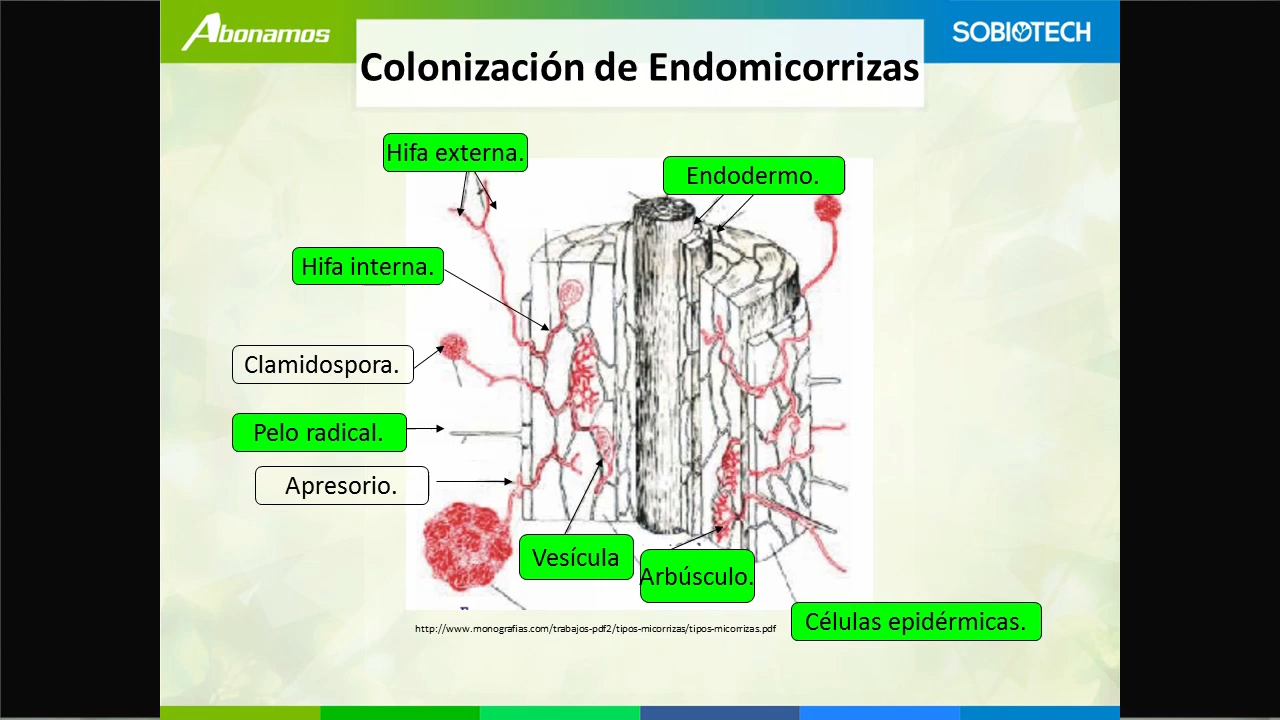 Abonamos
SOBIOTECH
Colonización de Endomicorrizas
Hifa externa.
Endodermo.
Hifa interna.
Clamidospora.
Pelo radical.
Apresorio.
Vesícula
Arbúsculo.
Células epidérmicas.
http://www.monografias.com/trabajos-pdf2/tipos-micorrizas/tipos-micorrizas.pdf